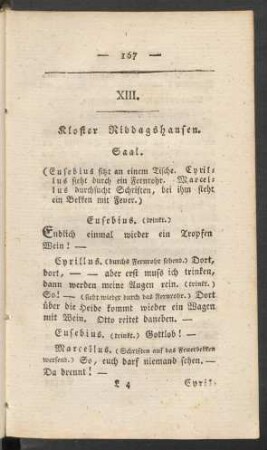 — 167 —
XIII.
Kloster Riddagshausen.
Saal.
(Eusebius sitzt an einem Tische. Cyril-
lus sieht durch ein Fernrohr. Marcel-
lus durchsucht Schriften, bei ihm steht
ein Bekken mit Feuer.)
Eusebius. (trinkt.)
Endlich einmal wieder ein Tropfen
Wein! —
Cyrillus. (durchs Fernrohr sehend.) Dort,
dort, — — aber erst muß ich trinken,
dann werden meine Augen rein. (trinkt.)
So! — (sieht wieder durch das Fernrohr.) Dort
über die Heide kommt wieder ein Wagen
mit Wein. Otto reitet daneben. —
Eusebius. (trinkt.) Gottlob! —
Marcellus. (Schriften auf das Feuerbekken
werfend.) So, euch darf niemand sehen. —
Da brennt! —
L 4 Cyril-